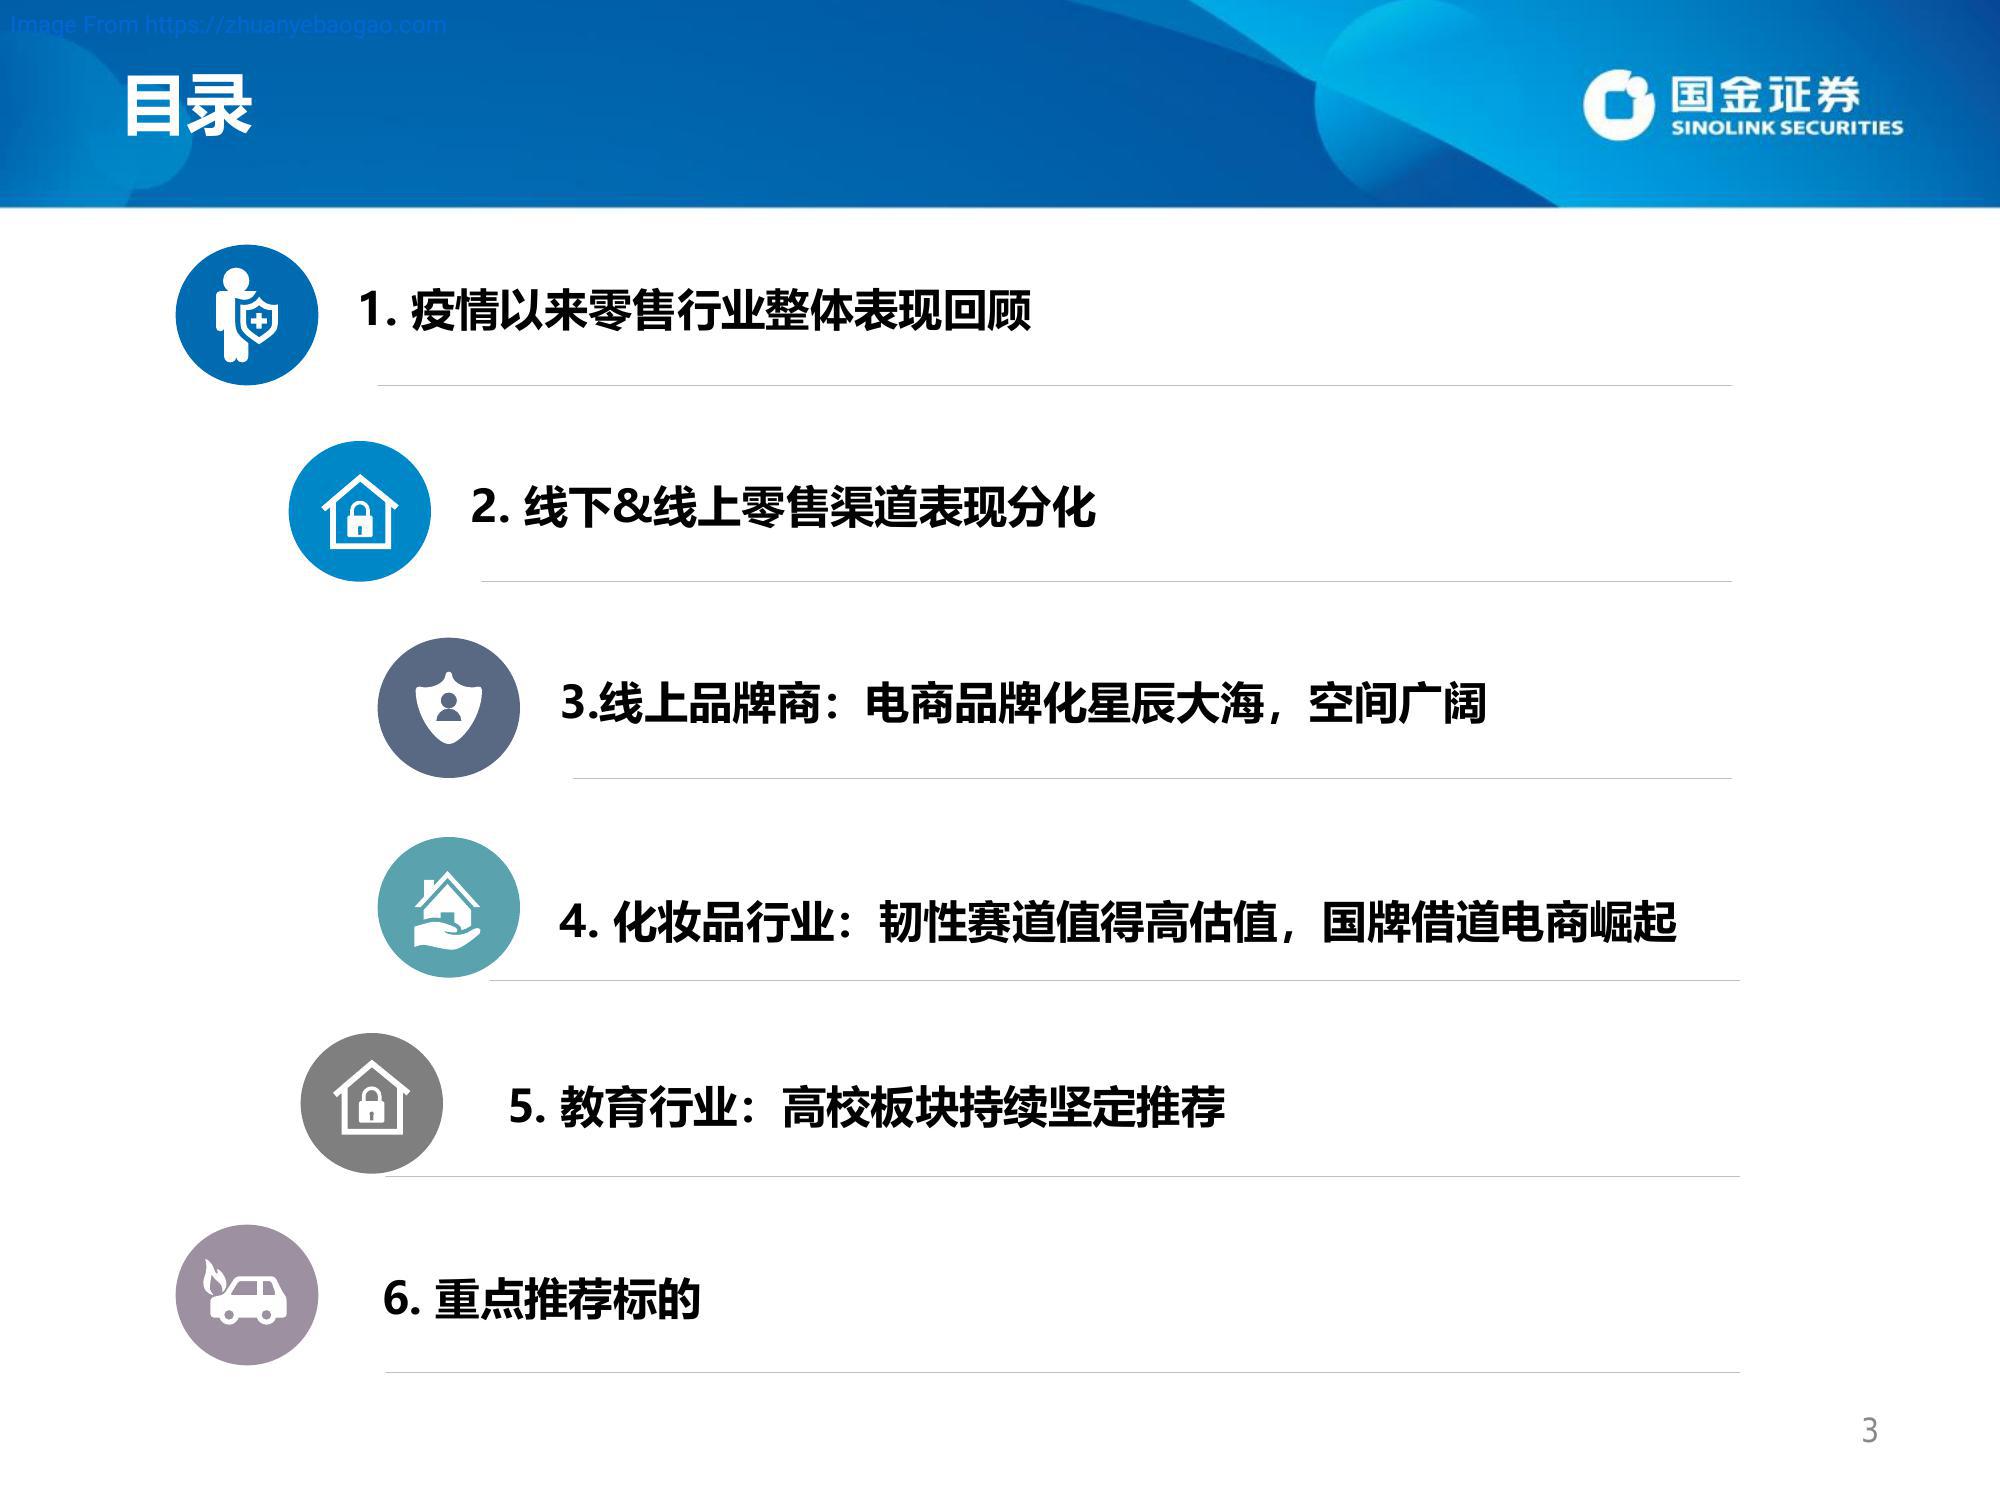 Image From https://zhuanyebaogao.com
目录
国金证券
SINOLINK SECURITIES
1. 疫情以来零售行业整体表现回顾
2. 线下&线上零售渠道表现分化
3.线上品牌商：电商品牌化星辰大海，空间广阔
4. 化妆品行业：韧性赛道值得高估值，国牌借道电商崛起
5. 教育行业：高校板块持续坚定推荐
6. 重点推荐标的
3